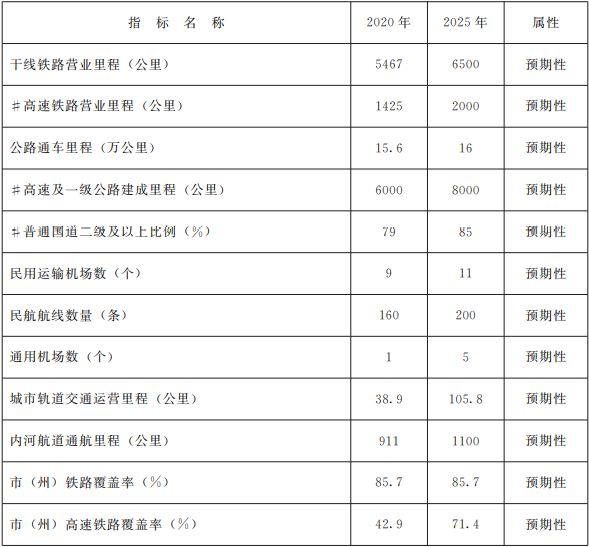 指 标 名 称 2020 年 2025 年 属性
干线铁路营业里程（公里） 5467 6500 预期性
#高速铁路营业里程（公里） 1425 2000 预期性
公路通车里程（万公里） 15.6 16 预期性
#高速及一级公路建成里程（公里） 6000 8000 预期性
#普通国道二级及以上比例（%） 79 85 预期性
民用运输机场数（个） 9 11 预期性
民航航线数量（条） 160 200 预期性
通用机场数（个） 1 5 预期性
城市轨道交通运营里程（公里） 38.9 105.8 预期性
内河航道通航里程（公里） 911 1100 预期性
市（州）铁路覆盖率（%） 85.7 85.7 预期性
市（州）高速铁路覆盖率（%） 42.9 71.4 预期性